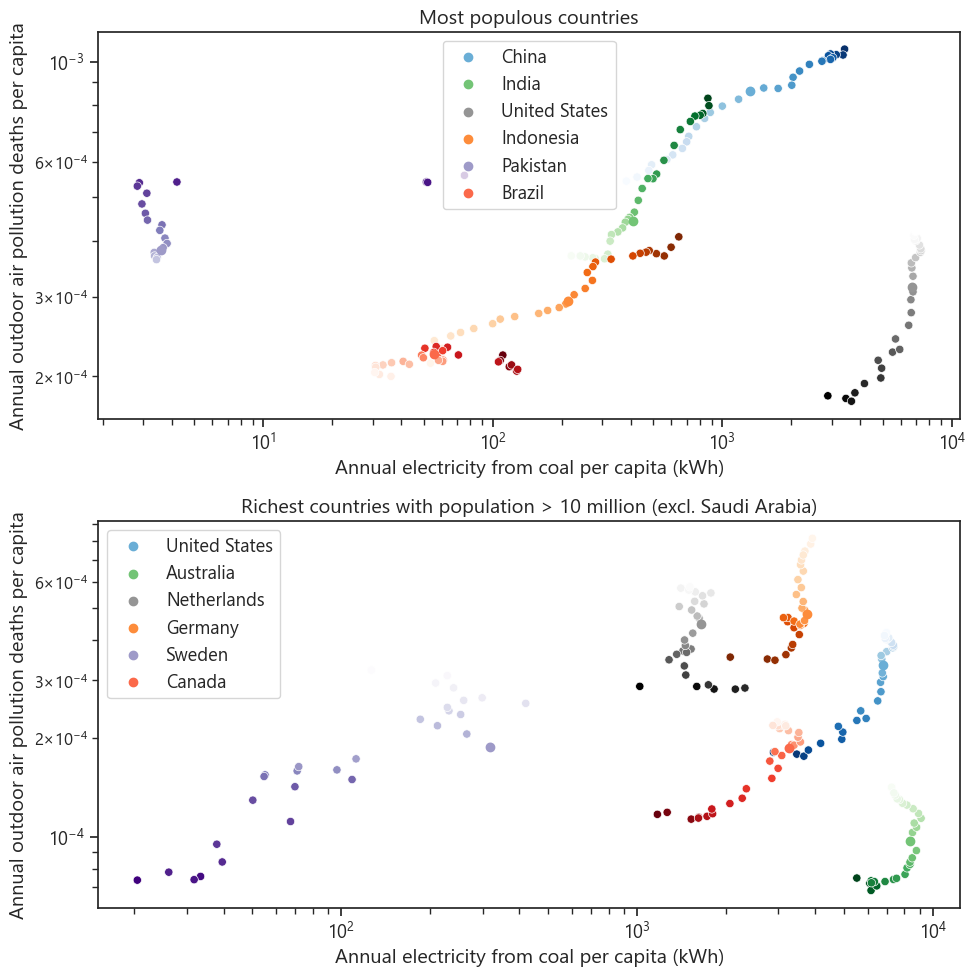 Most populous countries
Annual outdoor air pollution deaths per capita
10⁻³
6×10⁻⁴
3×10⁻⁴
2×10⁻⁴
China
India
United States
Indonesia
Pakistan
Brazil
10¹
10²
10³
10⁴
Annual electricity from coal per capita (kWh)
Richest countries with population > 10 million (excl. Saudi Arabia)
Annual outdoor air pollution deaths per capita
6×10⁻⁴
3×10⁻⁴
2×10⁻⁴
10⁻⁴
United States
Australia
Netherlands
Germany
Sweden
Canada
10²
10³
10⁴
Annual electricity from coal per capita (kWh)